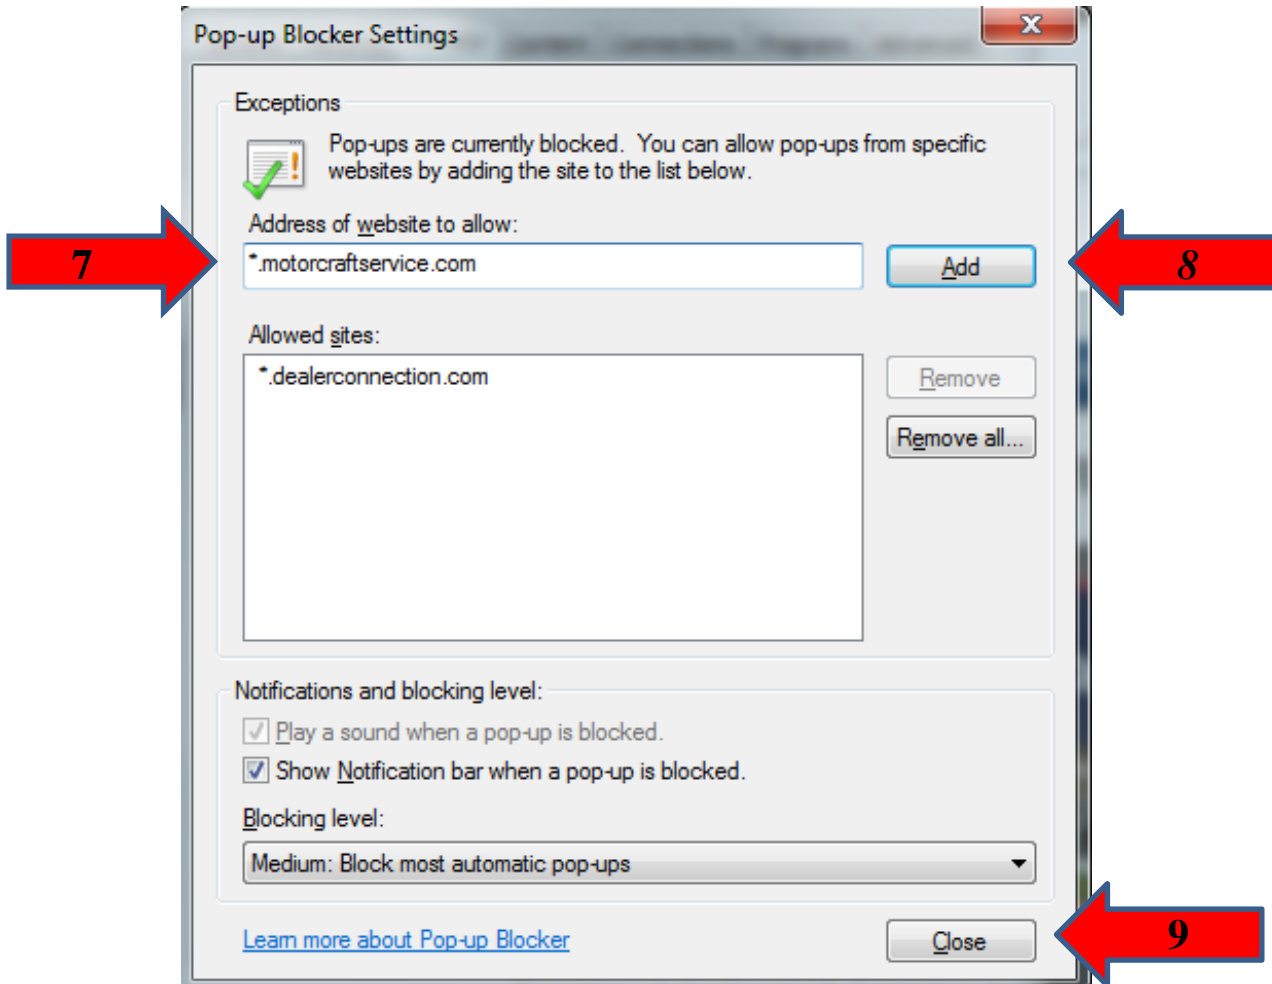 Pop-up Blocker Settings
Exceptions
Pop-ups are currently blocked. You can allow pop-ups from specific
websites by adding the site to the list below.
Address of website to allow:
7
*.motorcraftservice.com
Add
8
Allowed sites:
*.dealerconnection.com
Remove
Remove all...
Notifications and blocking level:
Play a sound when a pop-up is blocked.
Show Notification bar when a pop-up is blocked.
Blocking level:
Medium: Block most automatic pop-ups
Learn more about Pop-up Blocker
Close
9